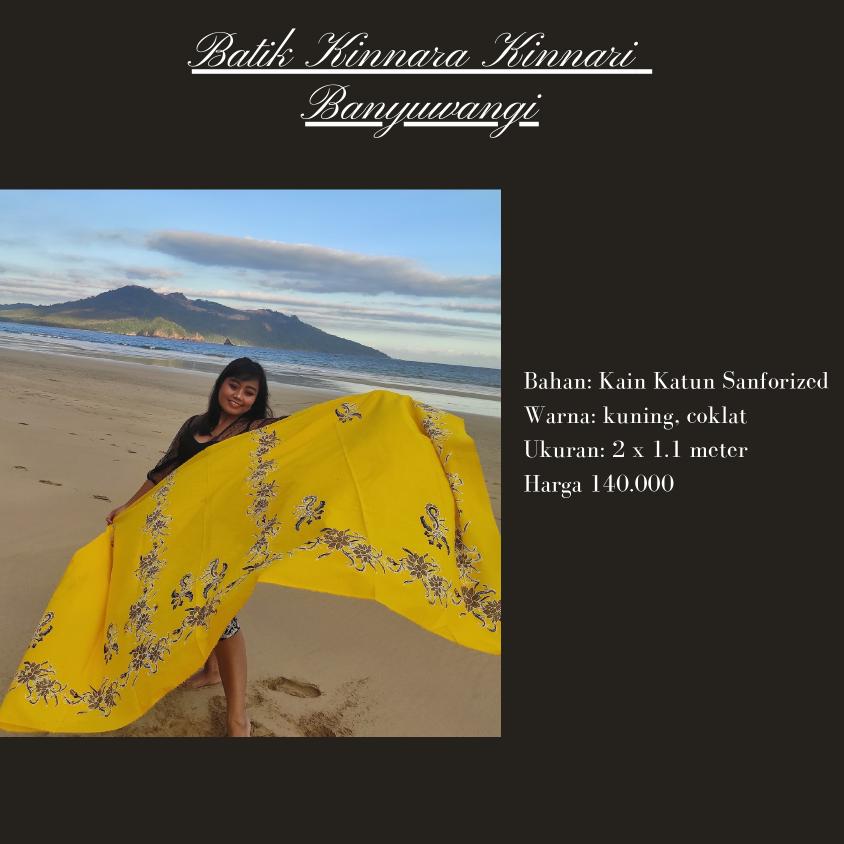 Batik Kinnara Kinnari
Banyuwangi
Bahan: Kain Katun Sanforized
Warna: kuning, coklat
Ukuran: 2 x 1.1 meter
Harga 140.000